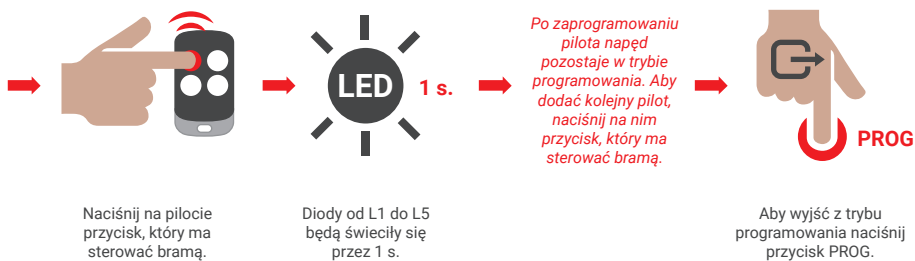 LED
1 s.
Po zaprogramowaniu
pilota napęd
pozostaje w trybie
programowania. Aby
dodać kolejny pilot,
naciśnij na nim
przycisk, który ma
sterować bramą.
PROG
Naciśnij na pilocie
przycisk, który ma
sterować bramą.
Diody od L1 do L5
będą świeciły się
przez 1 s.
Aby wyjść z trybu
programowania naciśnij
przycisk PROG.